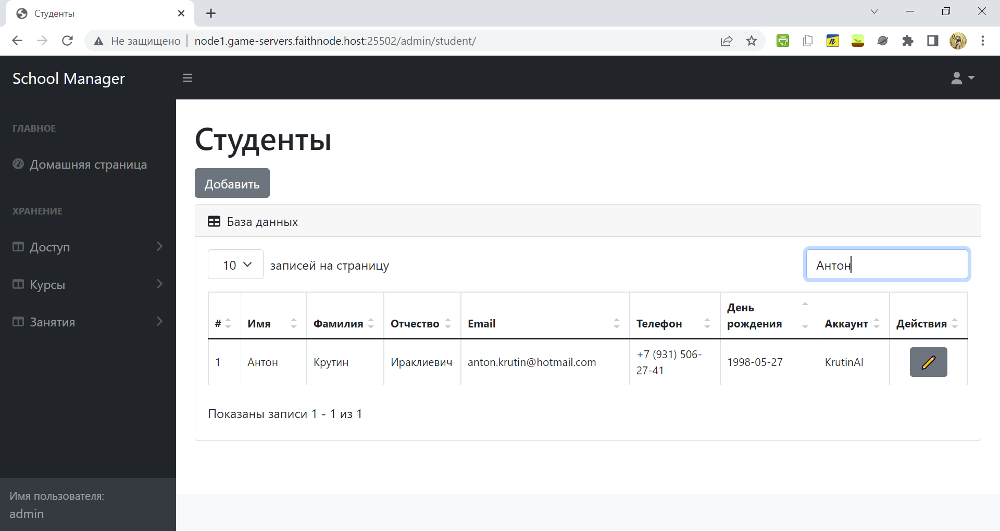 Студенты
Не защищено
node1.game-servers.faithnode.host:25502/admin/student/
School Manager
ГЛАВНОЕ
Домашняя страница
ХРАНЕНИЕ
Доступ
Курсы
Занятия
Имя пользователя:
admin
Студенты
Добавить
База данных
10 записей на страницу
Антон
# Имя Фамилия Отчество Email Телефон День рождения Аккаунт Действия
1 Антон Крутин Ираклиевич anton.krutin@hotmail.com +7 (931) 506-27-41 1998-05-27 KrutinAI
Показаны записи 1 - 1 из 1